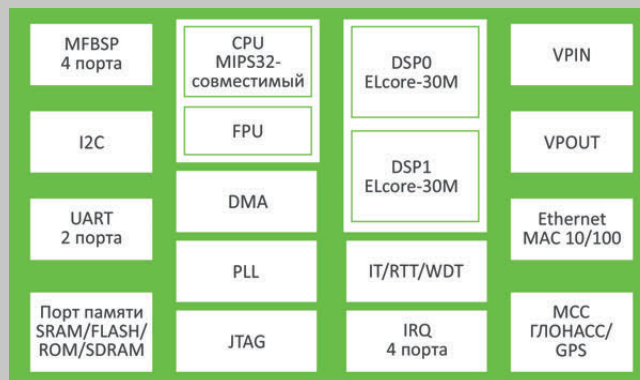 MFBSP
4 порта
I2C
UART
2 порта
Порт памяти
SRAM/FLASH/
ROM/SDRAM
CPU
MIPS32-
совместимый
FPU
DMA
PLL
JTAG
DSP0
ELcore-30M
DSP1
ELcore-30M
IT/RTT/WDT
IRQ
4 порта
VPIN
VPOUT
Ethernet
MAC 10/100
МСС
ГЛОНАСС/
GPS